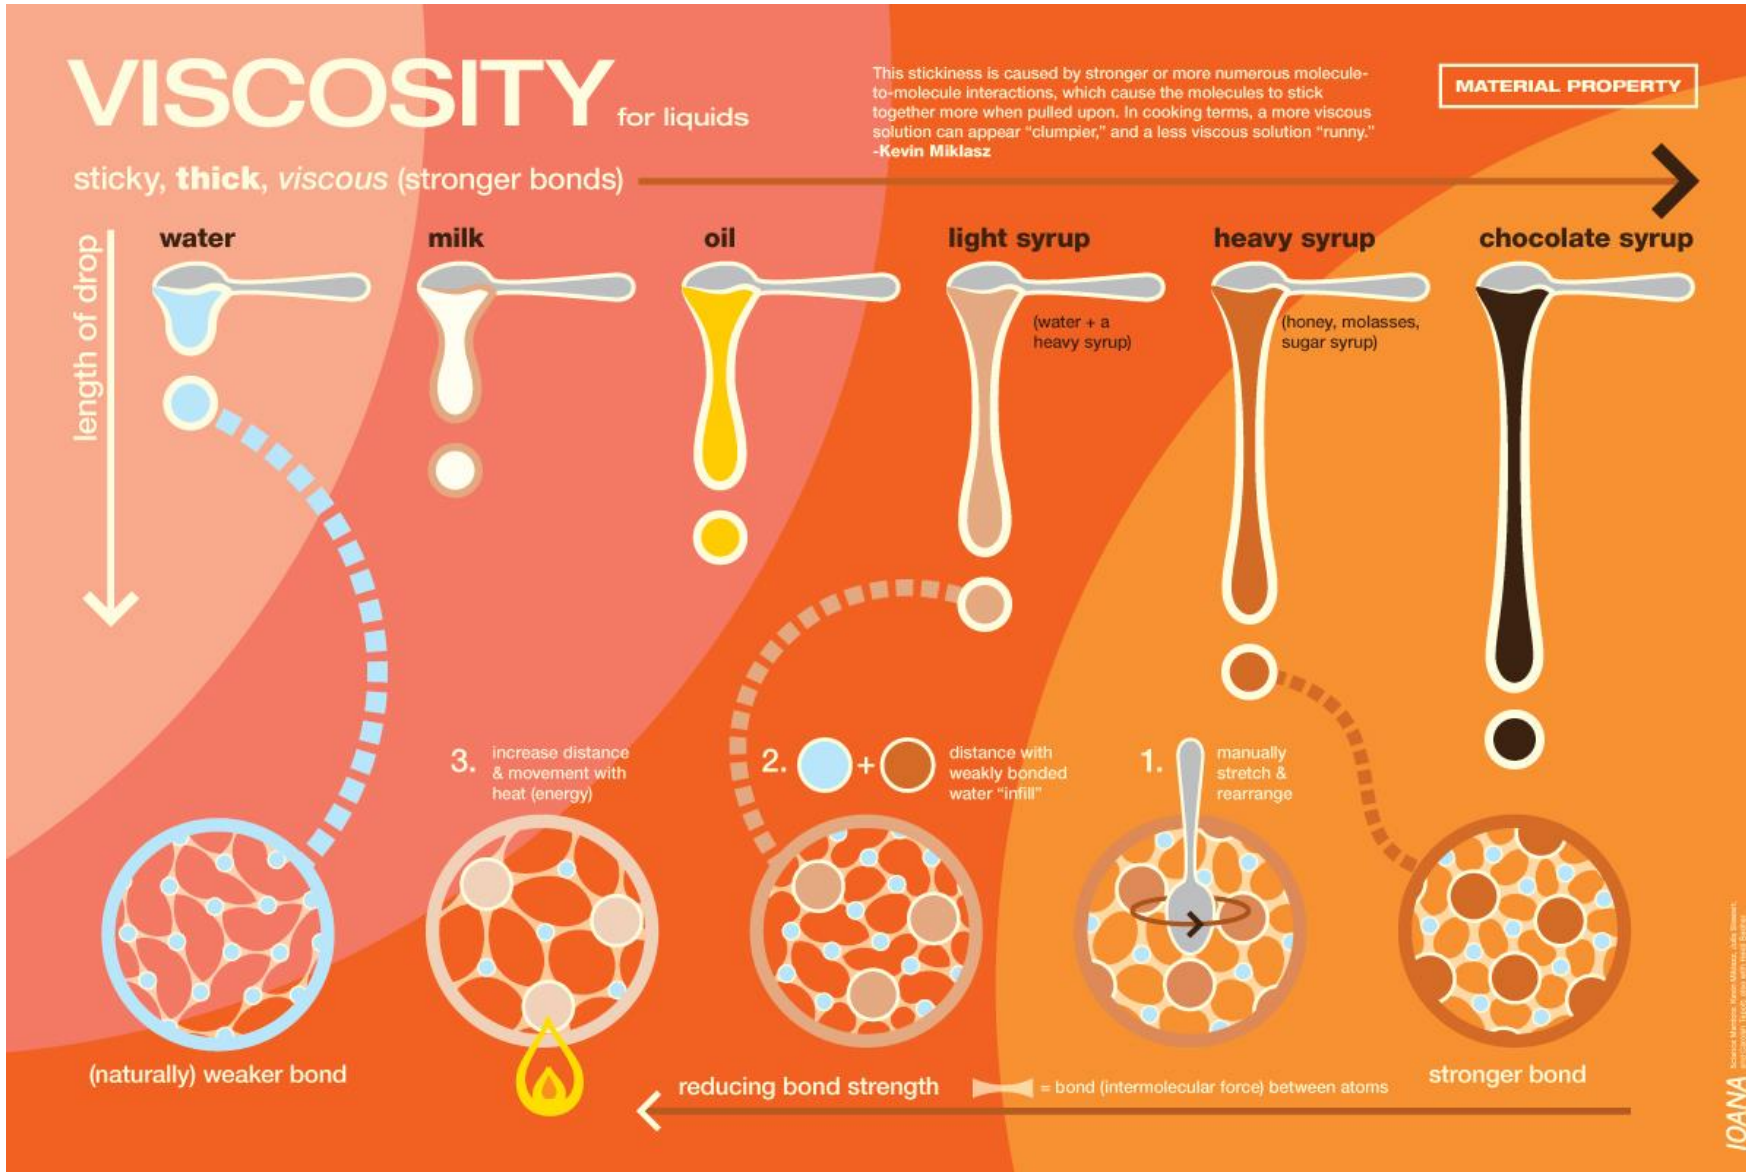 VISCOSITY for liquids
This stickiness is caused by stronger or more numerous molecule-
to-molecule interactions, which cause the molecules to stick
together more when pulled upon. In cooking terms, a more viscous
solution can appear “clumpier,” and a less viscous solution “runny.”
-Kevin Miklasz
MATERIAL PROPERTY
sticky, thick, viscous (stronger bonds)
length of drop
water
milk
oil
light syrup
heavy syrup
chocolate syrup
(water + a
heavy syrup)
(honey, molasses,
sugar syrup)
3.
increase distance
& movement with
heat (energy)
2.
+
distance with
weakly bonded
water “infill”
1.
manually
stretch &
rearrange
(naturally) weaker bond
reducing bond strength
= bond (intermolecular force) between atoms
stronger bond
IOANA